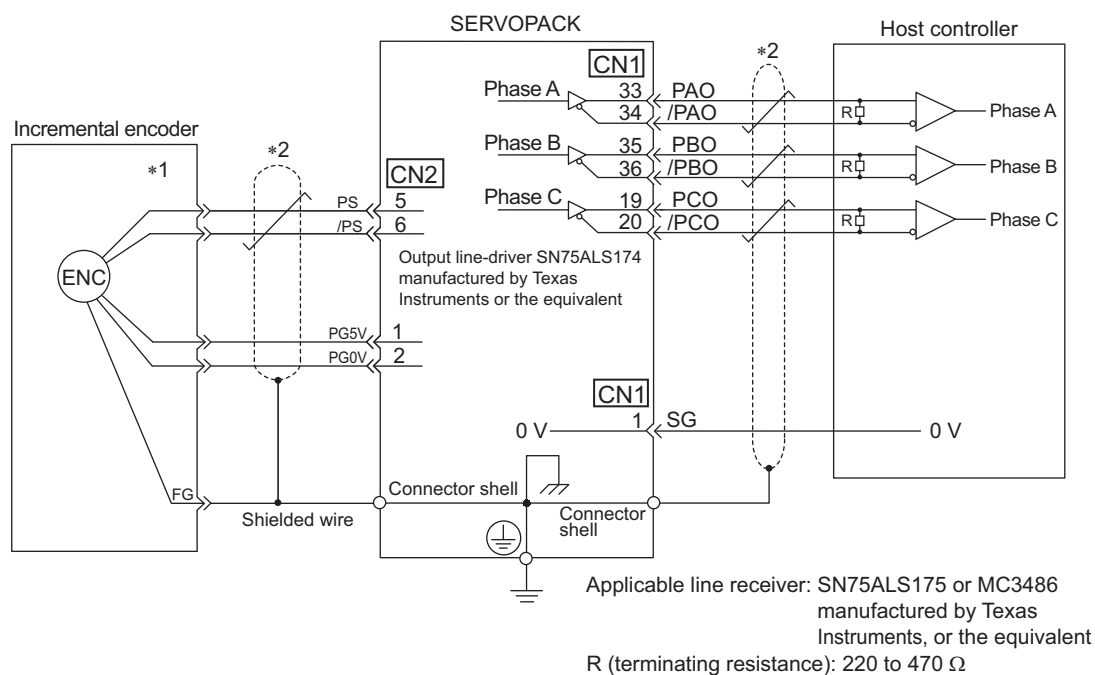 SERVOPACK
Host controller
Incremental encoder
*1
*2
*2
CN1
CN2
Phase A
33
PAO
34
/PAO
R
Phase A
Phase B
35
PBO
36
/PBO
R
Phase B
Phase C
19
PCO
20
/PCO
R
Phase C
PS
5
/PS
6
ENC
Output line-driver SN75ALS174
manufactured by Texas
Instruments or the equivalent
PG5V
1
PG0V
2
CN1
0 V
1
SG
0 V
FG
Shielded wire
Connector shell
Connector
shell
Applicable line receiver: SN75ALS175 or MC3486
manufactured by Texas
Instruments, or the equivalent
R (terminating resistance): 220 to 470 Ω